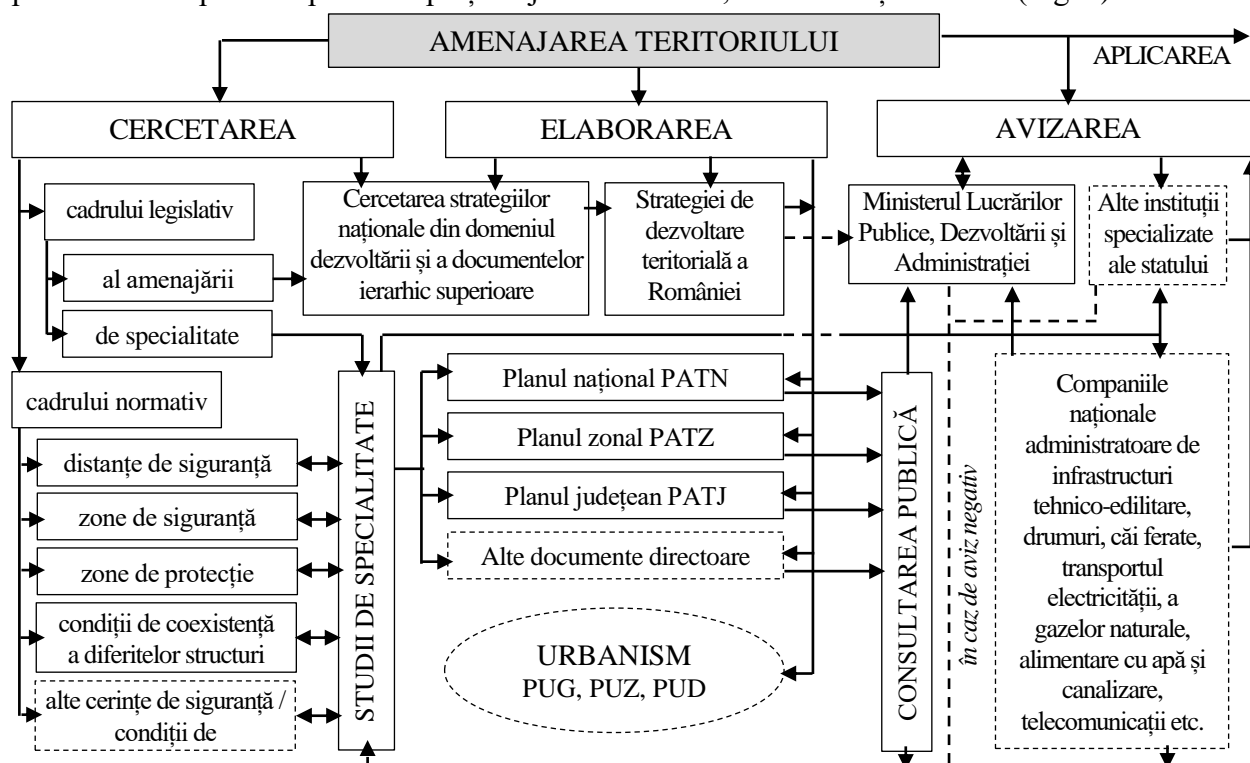 AMENAJAREA TERITORIULUI
APLICAREA
CERCETAREA
ELABORAREA
AVIZAREA
cadrului legislativ
al amenajării
de specialitate
cadrului normativ
distanțe de siguranță
zone de siguranță
zone de protecție
condiții de coexistență
a diferitelor structuri
alte cerințe de siguranță /
condiții de
Cercetarea strategiilor
naționale din domeniul
dezvoltării și a documentelor
ierarhic superioare
Strategiei de
dezvoltare
teritorială a
României
STUDII DE SPECIALITATE
Planul național PATN
Planul zonal PATZ
Planul județean PATJ
Alte documente directoare
URBANISM
PUG, PUZ, PUD
CONSULTAREA PUBLICĂ
Ministerul Lucrărilor
Publice, Dezvoltării și
Administrației
Alte instituții
specializate
ale statului
în caz de aviz negativ
Companiile
naționale
administratoare de
infrastructuri
tehnico-edilitare,
drumuri, căi ferate,
transportul
electricității, a
gazelor naturale,
alimentare cu apă și
canalizare,
telecomunicații etc.